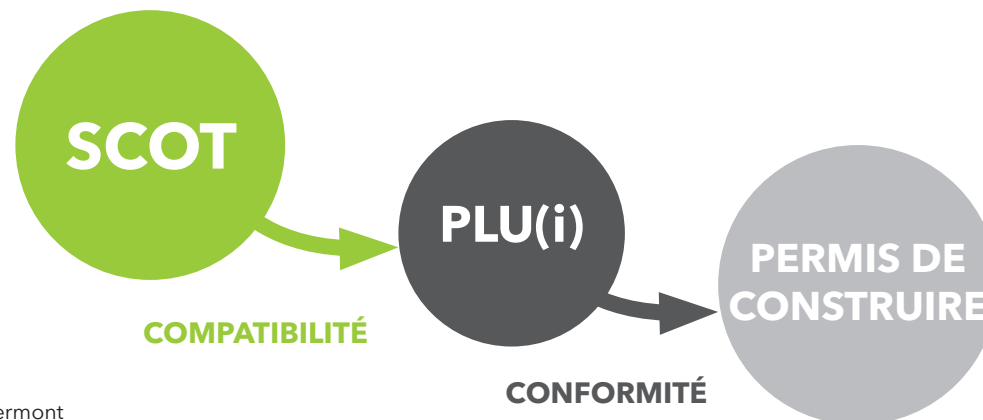 SCOT
PLU(i)
PERMIS DE
CONSTRUIRE
COMPATIBILITÉ
CONFORMITÉ